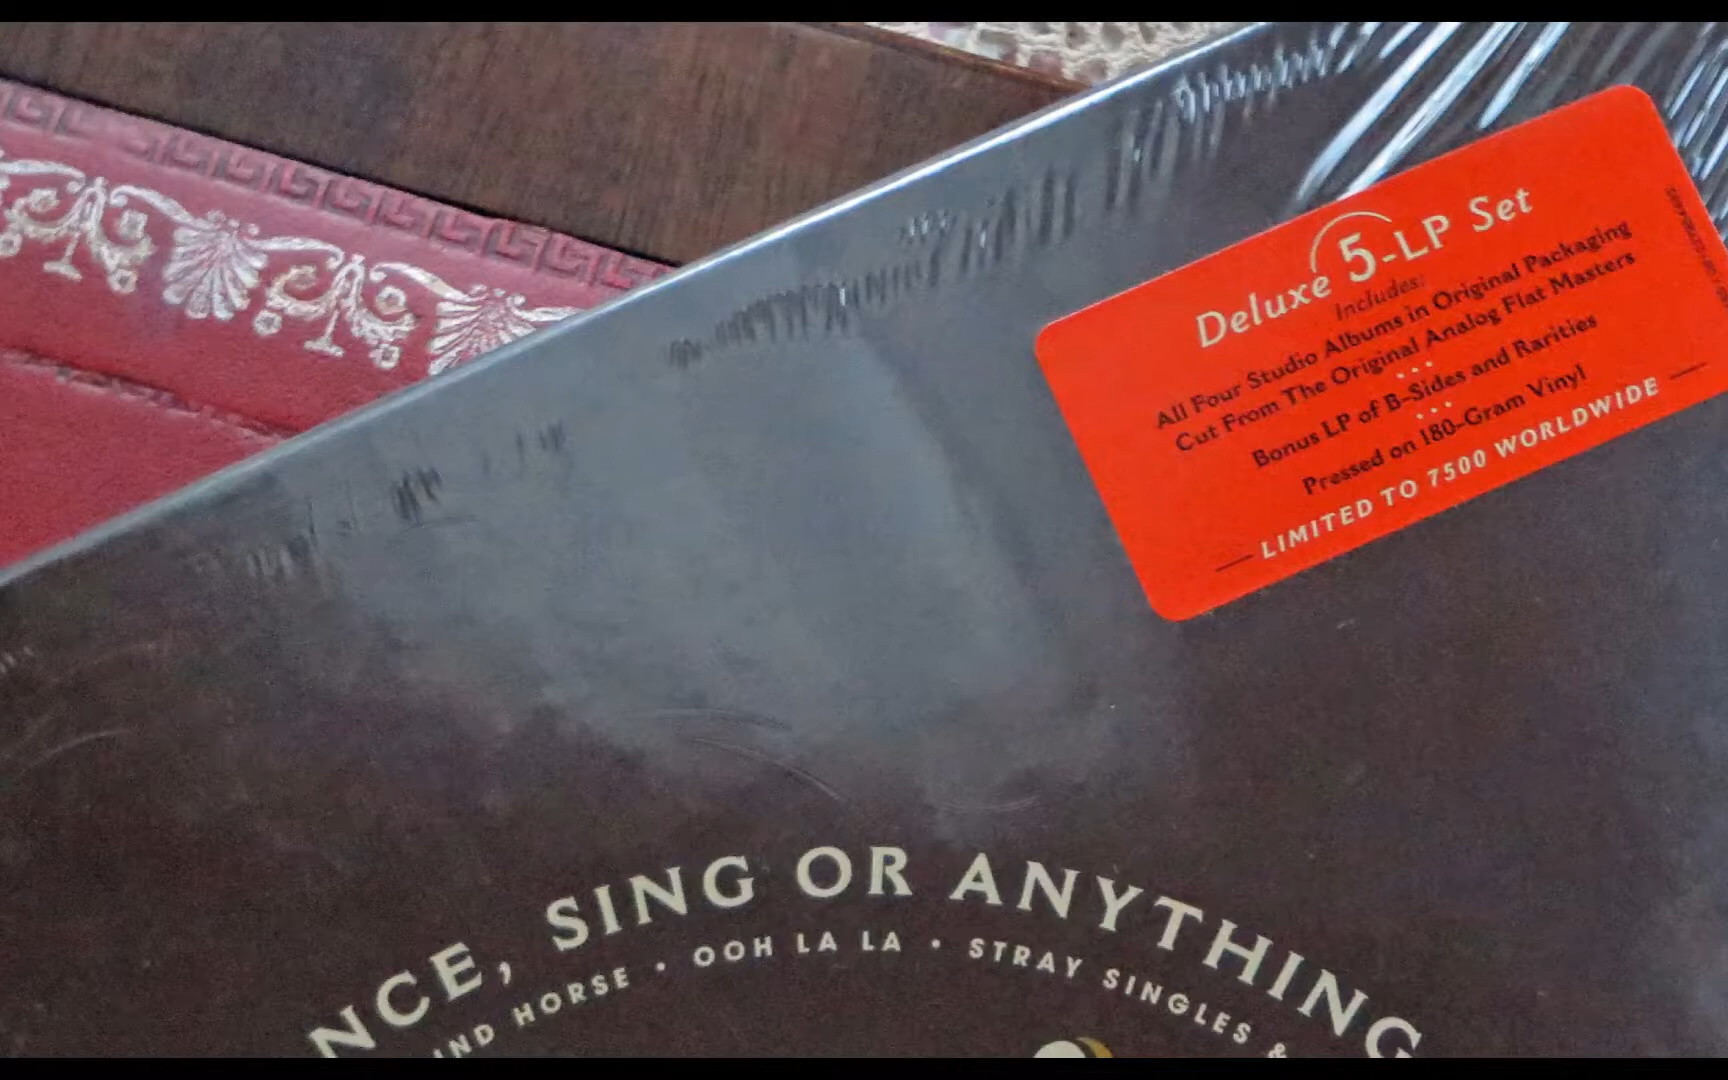 Deluxe 5-LP Set
Includes:
All Four Studio Albums in Original Packaging
Cut From The Original Analog Flat Masters
Bonus LP of B-Sides and Rarities
Pressed on 180-Gram Vinyl
LIMITED TO 7500 WORLDWIDE
NCE, SING OR ANYTHING
IND HORSE • OOH LA LA • STRAY SINGLES &